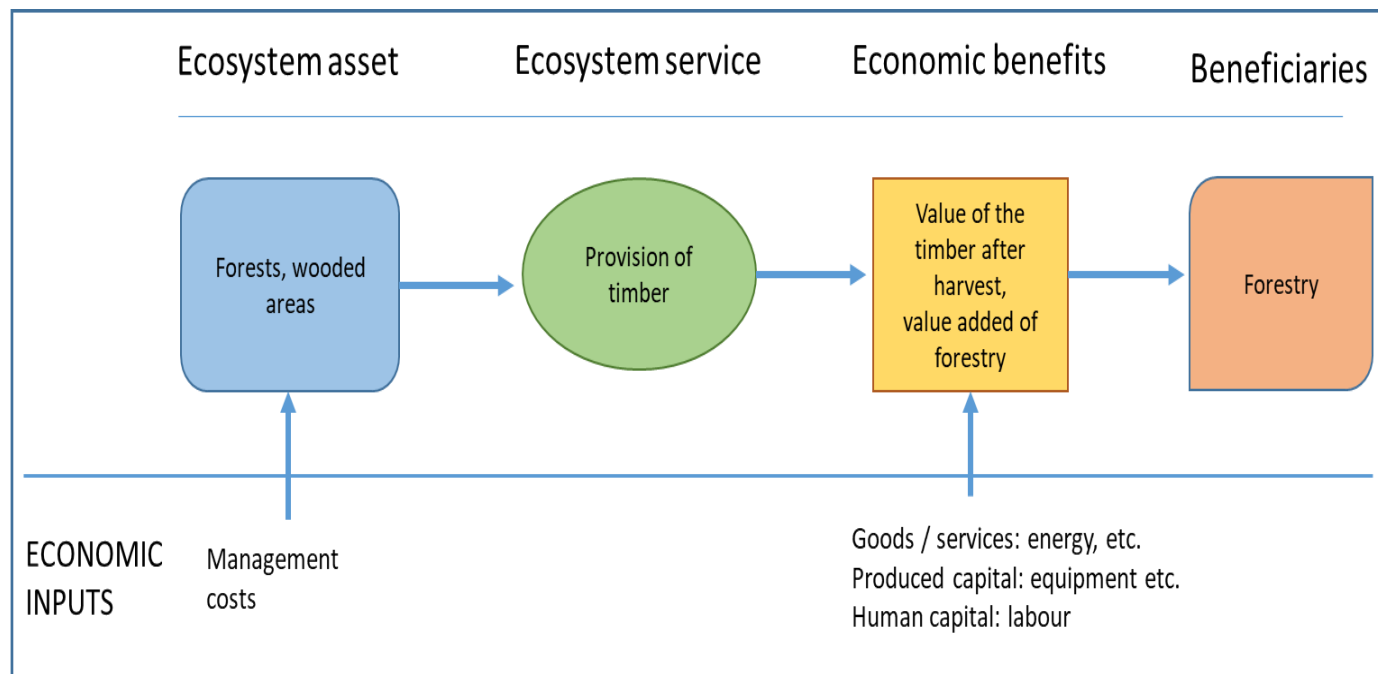 Ecosystem asset
Ecosystem service
Economic benefits
Beneficiaries
Forests, wooded
areas
Provision of
timber
Value of the
timber after
harvest,
value added of
forestry
Forestry
ECONOMIC
INPUTS
Management
costs
Goods / services: energy, etc.
Produced capital: equipment etc.
Human capital: labour